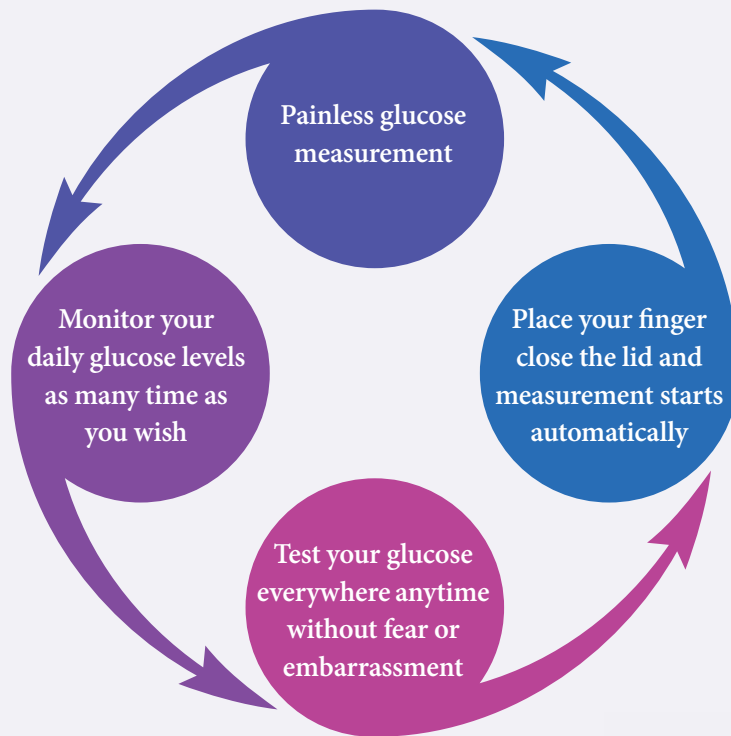 Painless glucose
measurement
Monitor your
daily glucose levels
as many time as
you wish
Place your finger
close the lid and
measurement starts
automatically
Test your glucose
everywhere anytime
without fear or
embarrassment